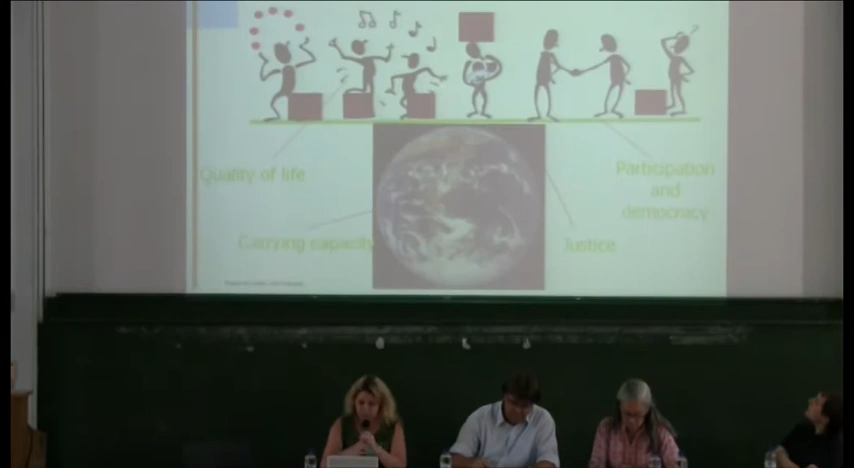 Quality of life
Participation
and
democracy
Carrying capacity
Justice